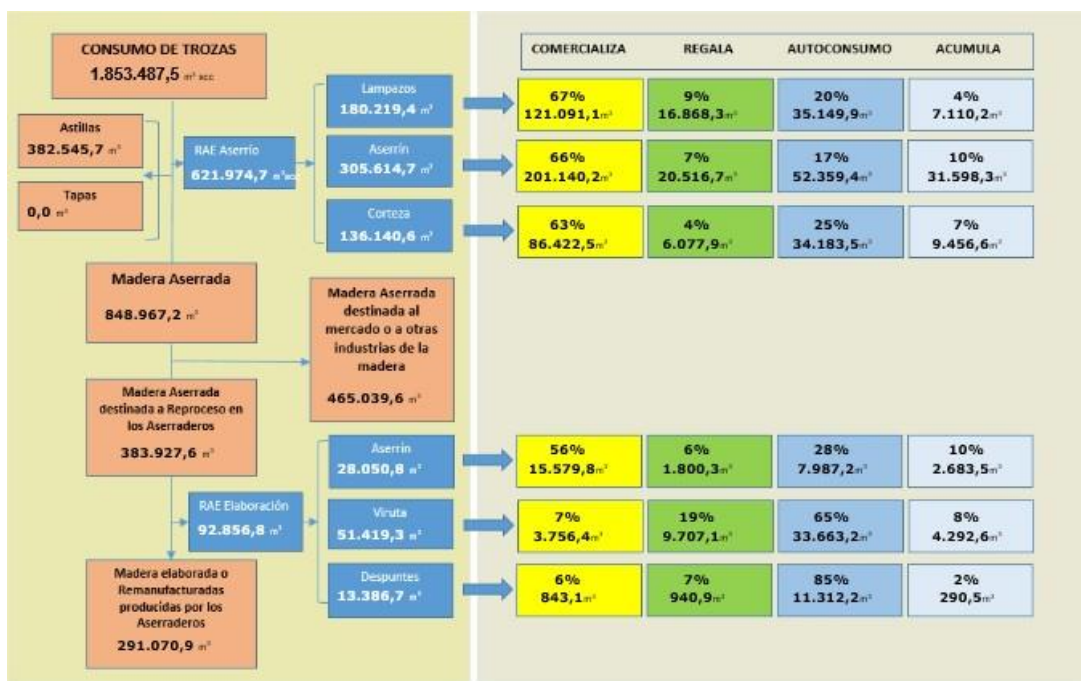 CONSUMO DE TROZAS
1.853.487,5 m³ scc
Astillas
382.545,7 m³
Tapas
0,0 m³
RAE Aserrío
621.974,7 m³scc
Lampazos
180.219,4 m³
Aserrín
305.614,7 m³
Corteza
136.140,6 m³
Madera Aserrada
848.967,2 m³
Madera Aserrada
destinada al
mercado o a otras
industrias de la
madera
465.039,6 m³
Madera Aserrada
destinada a Reproceso en
los Aserraderos
383.927,6 m³
RAE Elaboración
92.856,8 m³
Aserrín
28.050,8 m³
Viruta
51.419,3 m³
Despuntes
13.386,7 m³
Madera elaborada o
Remanufacturadas
producidas por los
Aserraderos
291.070,9 m³
COMERCIALIZA REGALA AUTOCONSUMO ACUMULA
67% 9% 20% 4%
121.091,1m³ 16.868,3m³ 35.149,9m³ 7.110,2m³
66% 7% 17% 10%
201.140,2m³ 20.516,7m³ 52.359,4m³ 31.598,3m³
63% 4% 25% 7%
86.422,5m³ 6.077,9m³ 34.183,5m³ 9.456,6m³
56% 6% 28% 10%
15.579,8m³ 1.800,3m³ 7.987,2m³ 2.683,5m³
7% 19% 65% 8%
3.756,4m³ 9.707,1m³ 33.663,2m³ 4.292,6m³
6% 7% 85% 2%
843,1m³ 940,9m³ 11.312,2m³ 290,5m³